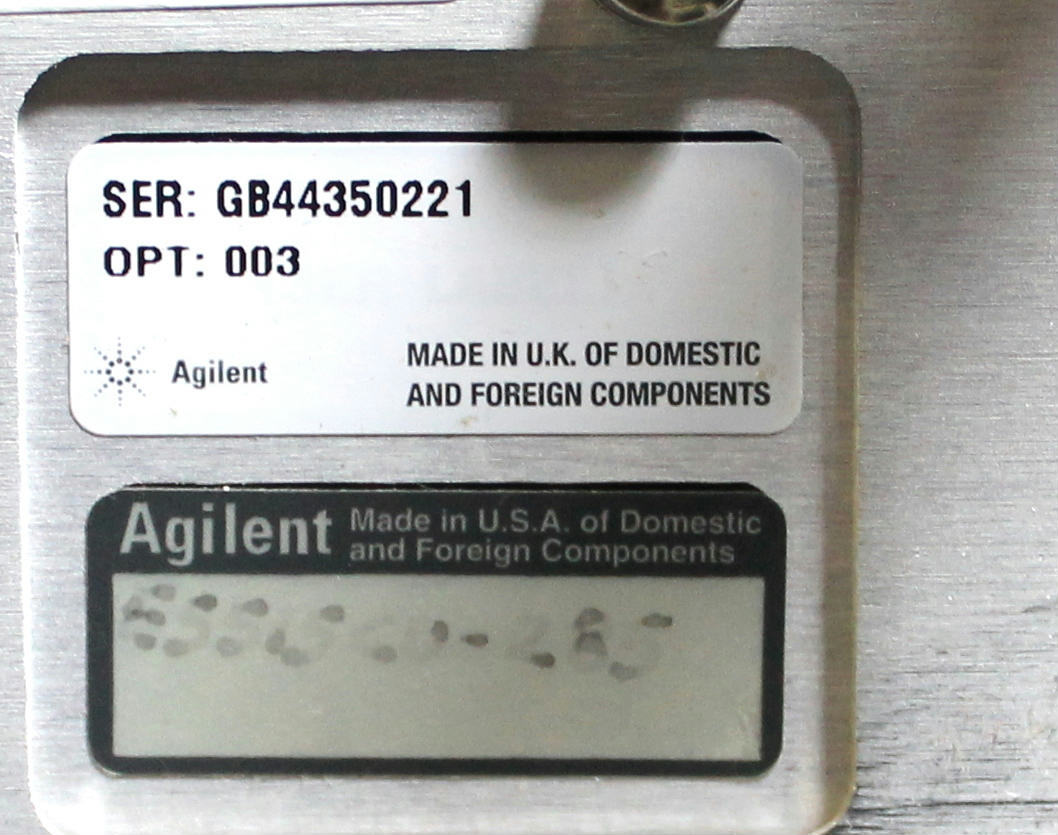 SER: GB44350221
OPT: 003
Agilent
MADE IN U.K. OF DOMESTIC
AND FOREIGN COMPONENTS
Agilent
Made in U.S.A. of Domestic
and Foreign Components